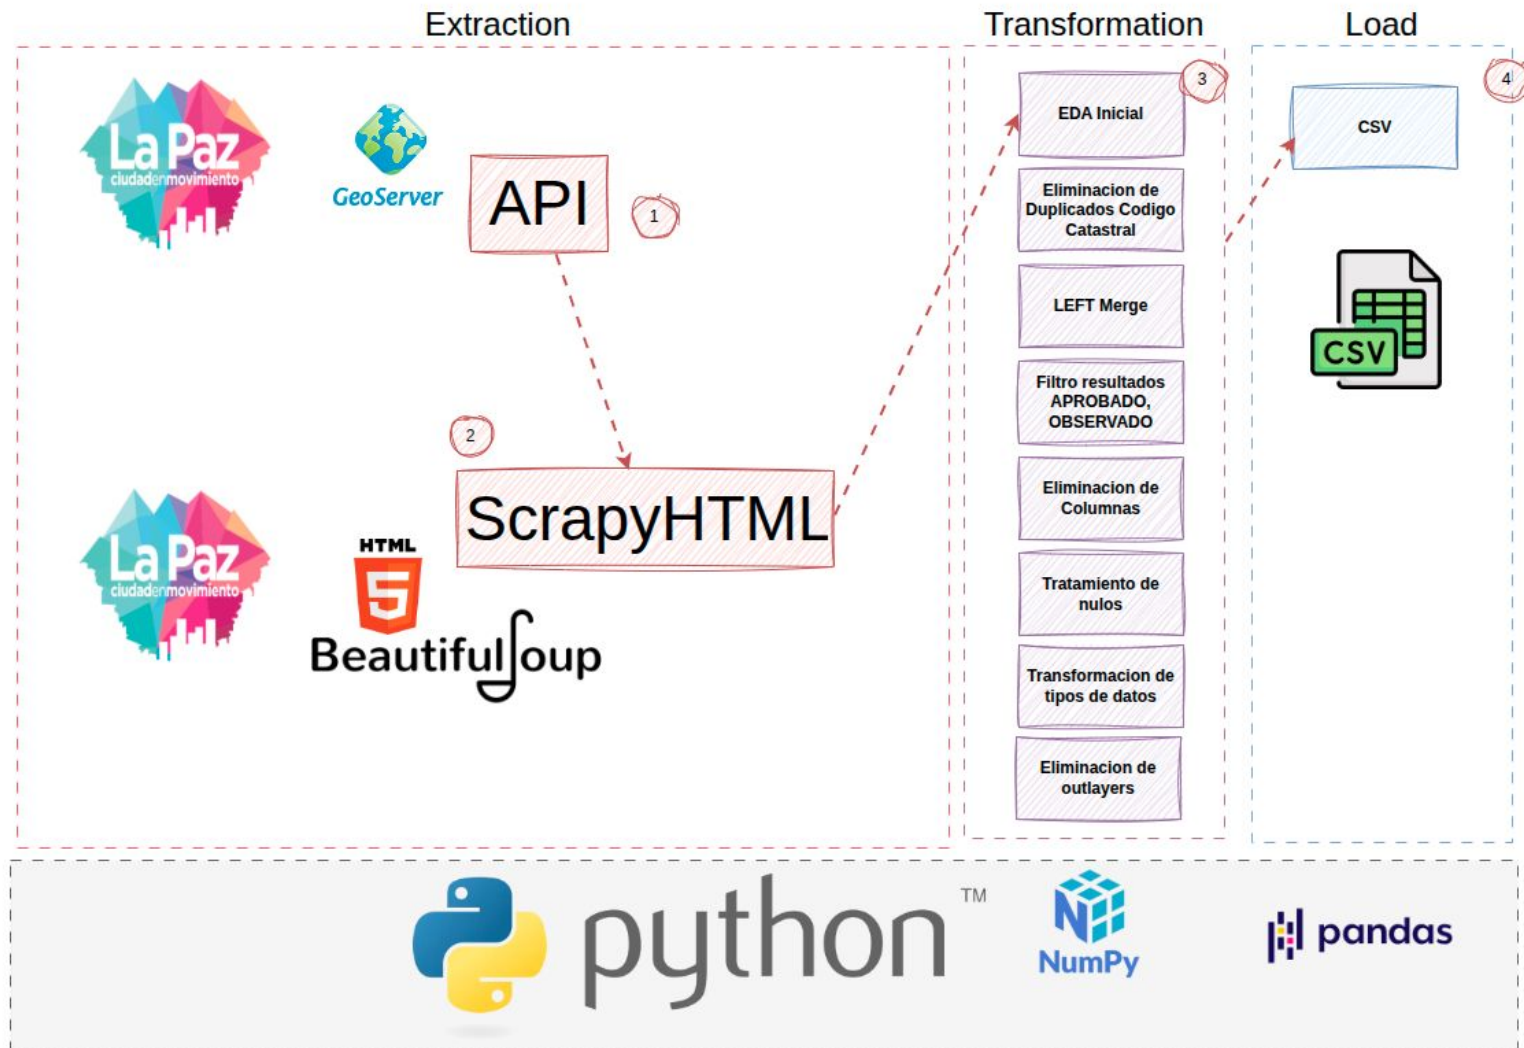 Extraction
Transformation
Load
La Paz
ciudadenmovimiento
GeoServer
API
1
2
ScrapyHTML
La Paz
ciudadenmovimiento
HTML
5
BeautifulSoup
3
EDA Inicial
Eliminacion de
Duplicados Codigo
Catastral
LEFT Merge
Filtro resultados
APROBADO,
OBSERVADO
Eliminacion de
Columnas
Tratamiento de
nulos
Transformacion de
tipos de datos
Eliminacion de
outlayers
4
CSV
CSV
python TM
NumPy
pandas